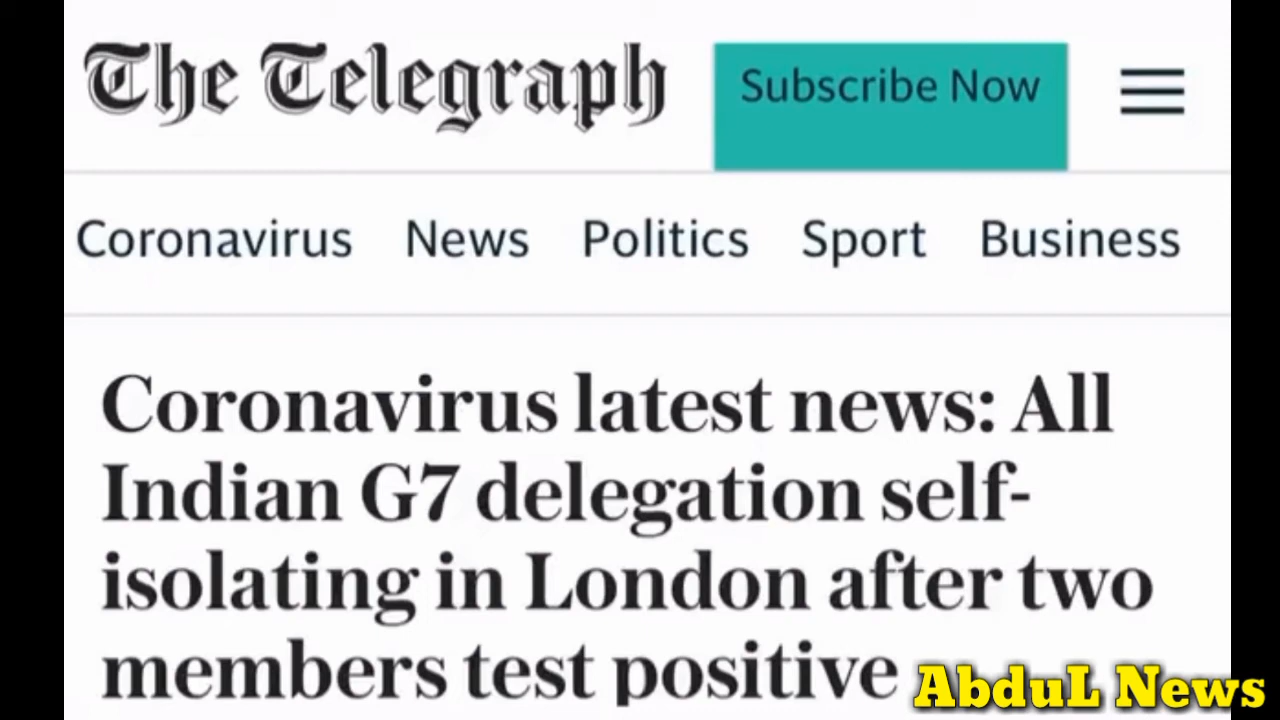 The Telegraph
Subscribe Now
Coronavirus News Politics Sport Business
Coronavirus latest news: All
Indian G7 delegation self-
isolating in London after two
members test positive
AbduL News